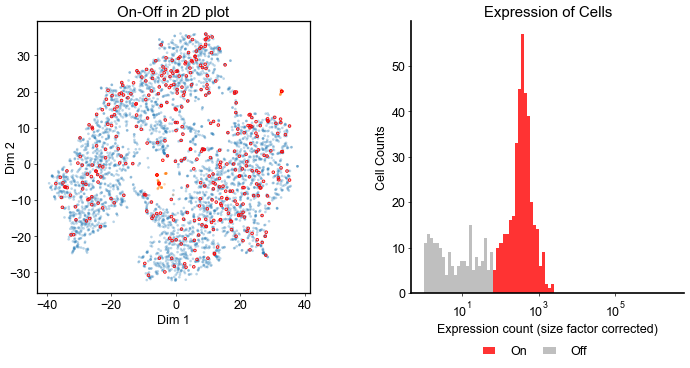 On-Off in 2D plot
Dim 2
30
20
10
0
−10
−20
−30
−40
−20
0
20
40
Dim 1
Expression of Cells
Cell Counts
50
40
30
20
10
0
10^1
10^3
10^5
Expression count (size factor corrected)
On
Off